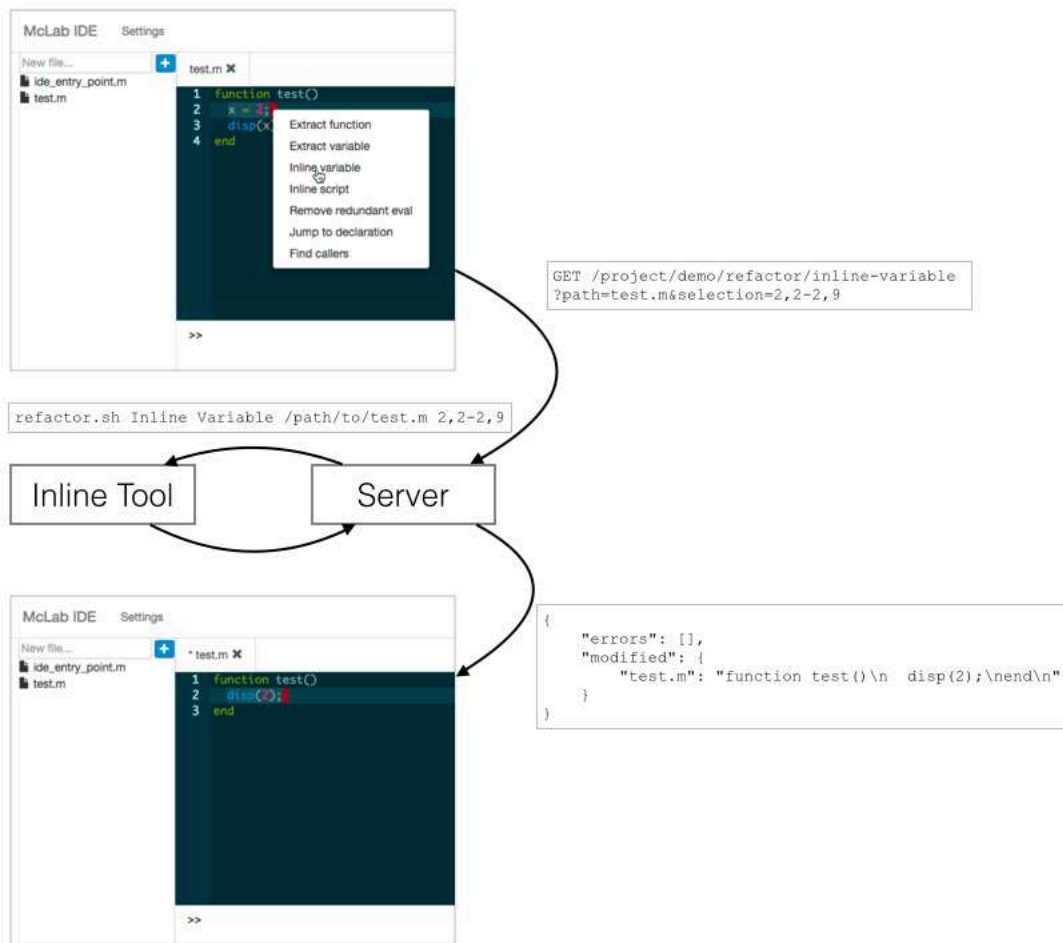 McLab IDE Settings
New file...
ide_entry_point.m
test.m
test.m ✖
1 function test()
2   x = 2;
3   disp(x)
4 end
Extract function
Extract variable
Inline variable
Inline script
Remove redundant eval
Jump to declaration
Find callers
>>
GET /project/demo/refactor/inline-variable
?path=test.m&selection=2,2-2,9
refactor.sh Inline Variable /path/to/test.m 2,2-2,9
Inline Tool
Server
McLab IDE Settings
New file...
ide_entry_point.m
test.m
* test.m ✖
1 function test()
2   disp(2);
3 end
>>
{
    "errors": [],
    "modified": {
        "test.m": "function test()\n  disp(2);\nend\n"
    }
}